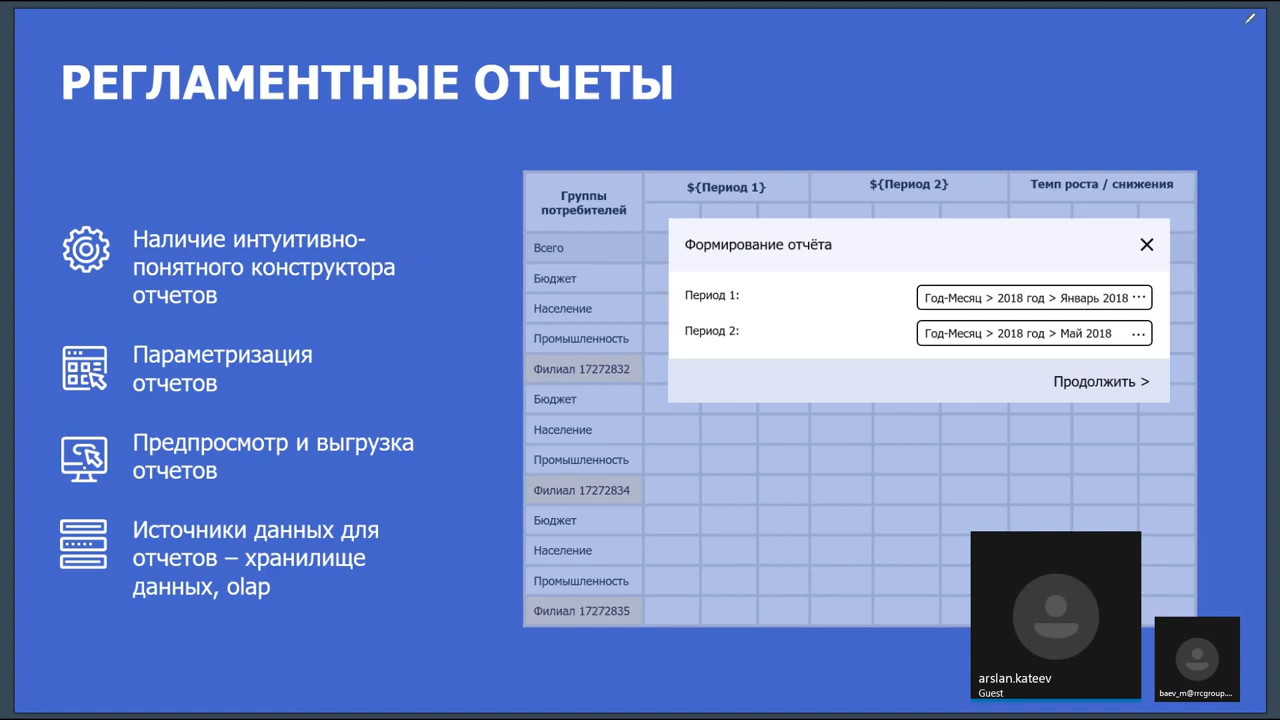 РЕГЛАМЕНТНЫЕ ОТЧЕТЫ
Наличие интуитивно-
понятного конструктора
отчетов
Параметризация
отчетов
Предпросмотр и выгрузка
отчетов
Источники данных для
отчетов – хранилище
данных, olap
Группы
потребителей
${Период 1}
${Период 2}
Темп роста / снижения
Всего
Бюджет
Население
Промышленность
Филиал 17272832
Бюджет
Население
Промышленность
Филиал 17272834
Бюджет
Население
Промышленность
Филиал 17272835
Формирование отчёта
Период 1:
Год-Месяц > 2018 год > Январь 2018 ...
Период 2:
Год-Месяц > 2018 год > Май 2018 ...
Продолжить >
arslan.kateev
Guest
baev_m@rrcgroup....